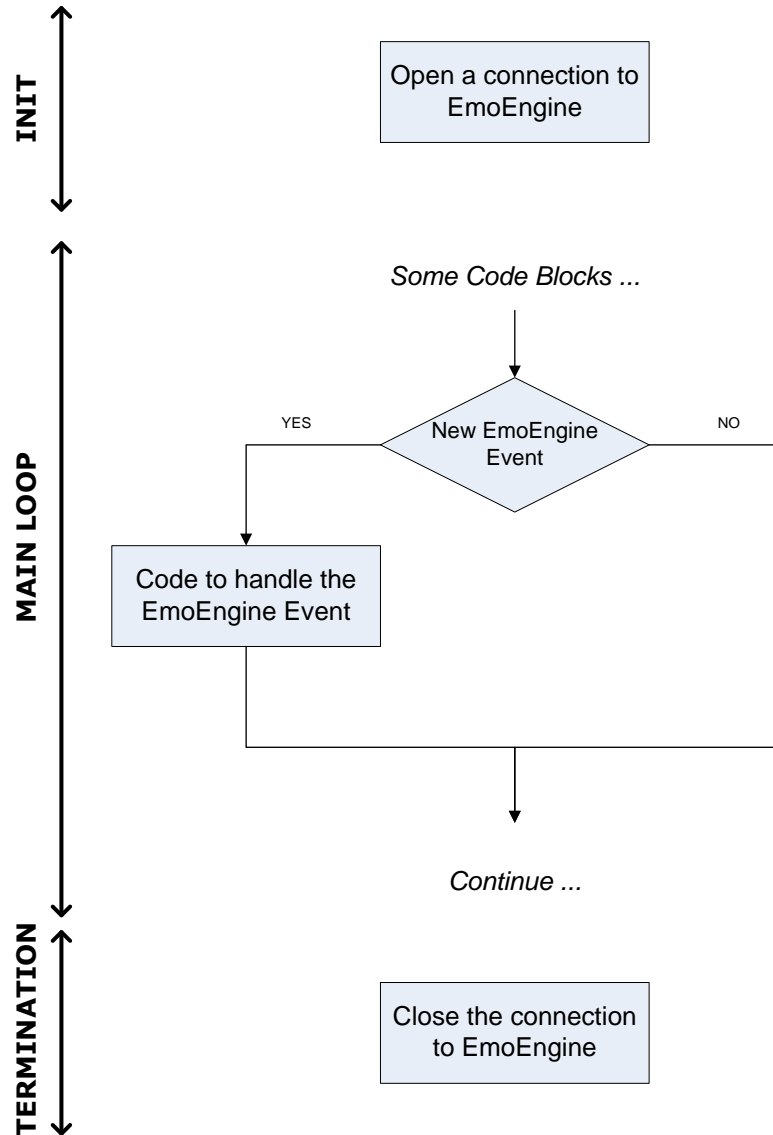 INIT
Open a connection to
EmoEngine
MAIN LOOP
Some Code Blocks ...
New EmoEngine
Event
YES
NO
Code to handle the
EmoEngine Event
Continue ...
TERMINATION
Close the connection
to EmoEngine